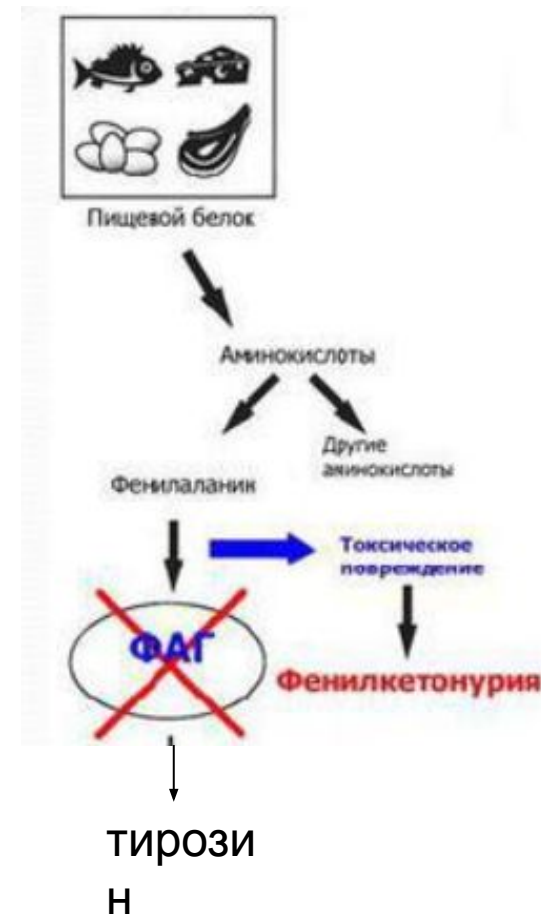 Пищевой белок
Аминокислоты
Другие
аминокислоты
Фенилаланин
Токсическое
повреждение
ФАГ
Фенилкетонурия
тирози
н